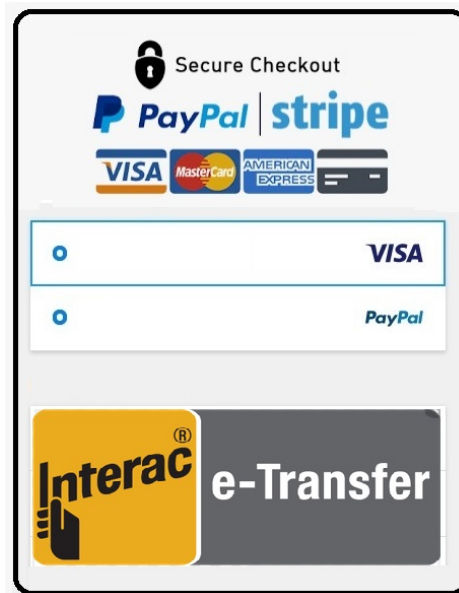 Secure Checkout
PayPal stripe
VISA MasterCard AMERICAN EXPRESS
VISA
PayPal
Interac® e-Transfer